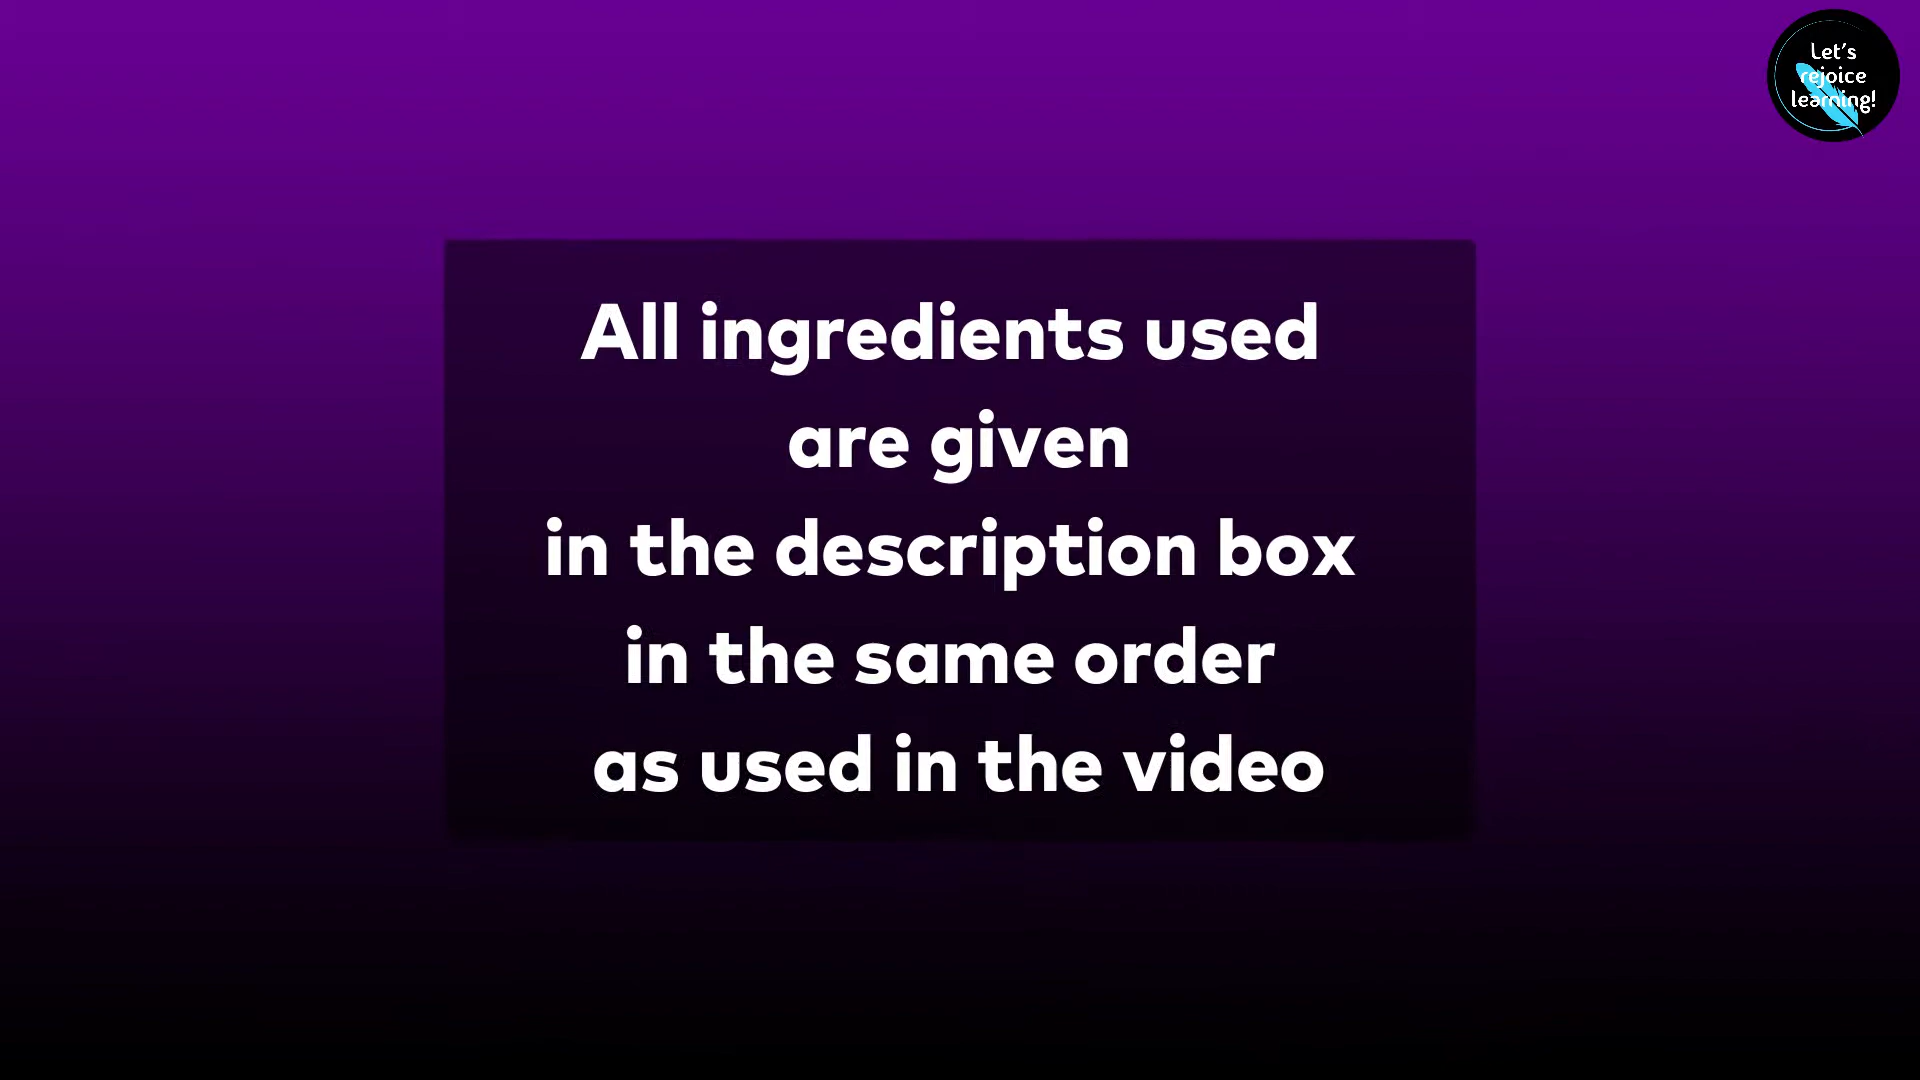 Let's
rejoice
learning!
All ingredients used
are given
in the description box
in the same order
as used in the video